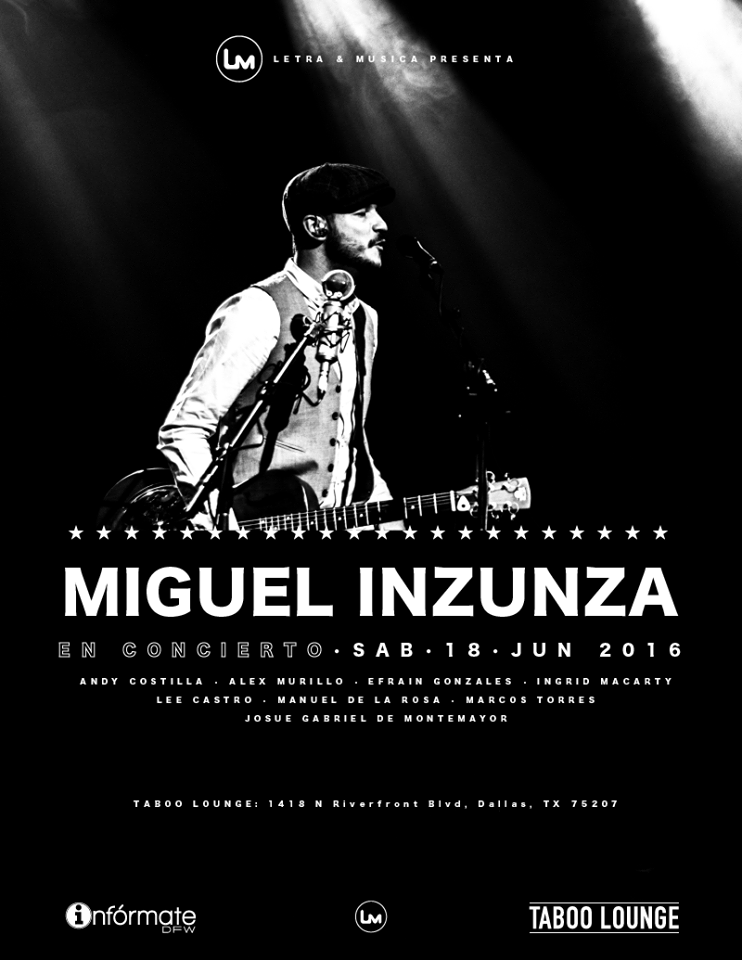 LM LETRA & MUSICA PRESENTA
MIGUEL INZUNZA
EN CONCIERTO · SAB · 18 · JUN 2016
ANDY COSTILLA · ALEX MURILLO · EFRAIN GONZALES · INGRID MACARTY
LEE CASTRO · MANUEL DE LA ROSA · MARCOS TORRES
JOSUE GABRIEL DE MONTEMAYOR
TABOO LOUNGE: 1418 N Riverfront Blvd, Dallas, TX 75207
infórmate LM TABOO LOUNGE
DFW